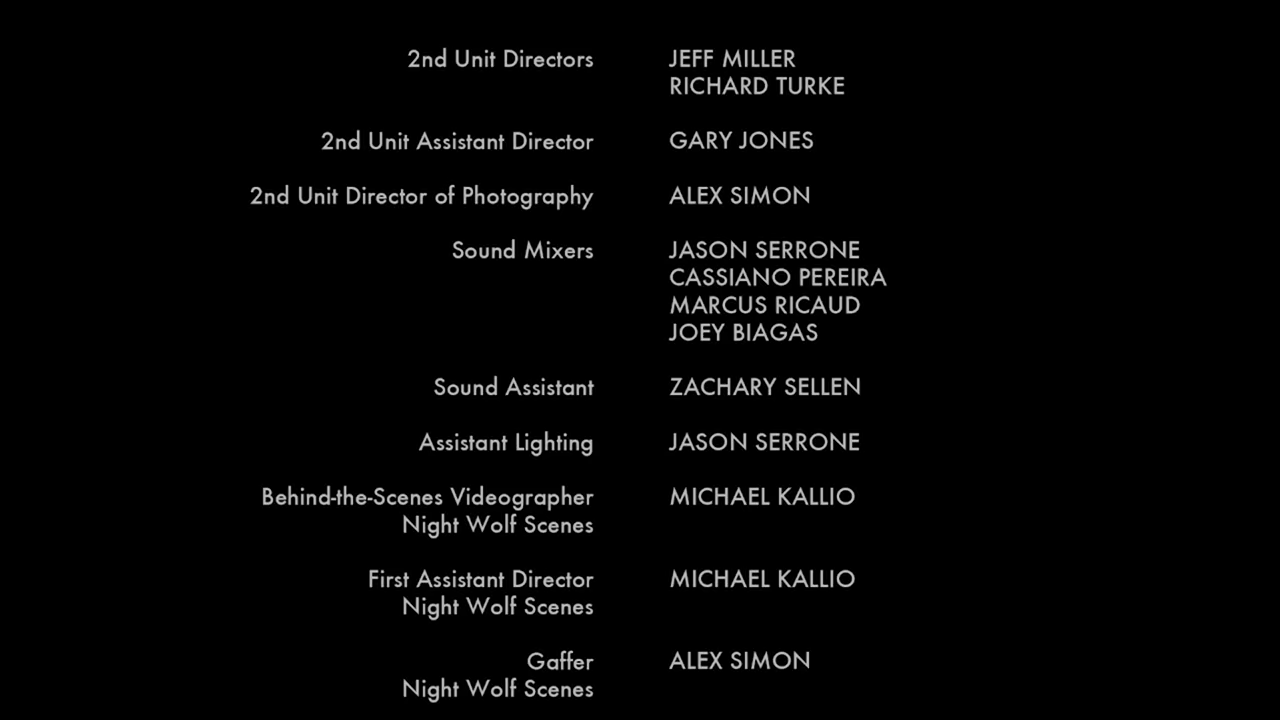 2nd Unit Directors JEFF MILLER
RICHARD TURKE
2nd Unit Assistant Director GARY JONES
2nd Unit Director of Photography ALEX SIMON
Sound Mixers JASON SERRONE
CASSIANO PEREIRA
MARCUS RICAUD
JOEY BIAGAS
Sound Assistant ZACHARY SELLEN
Assistant Lighting JASON SERRONE
Behind-the-Scenes Videographer MICHAEL KALLIO
Night Wolf Scenes
First Assistant Director MICHAEL KALLIO
Night Wolf Scenes
Gaffer ALEX SIMON
Night Wolf Scenes